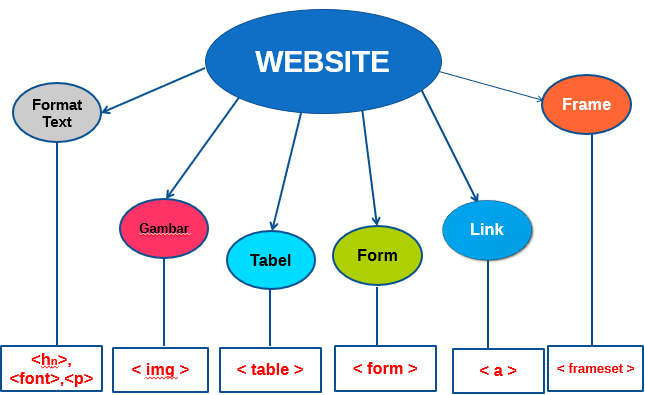 WEBSITE
Format
Text
Frame
Gambar
Tabel
Form
Link
<hn>,
<font>,<p>
< img >
< table >
< form >
< a >
< frameset >